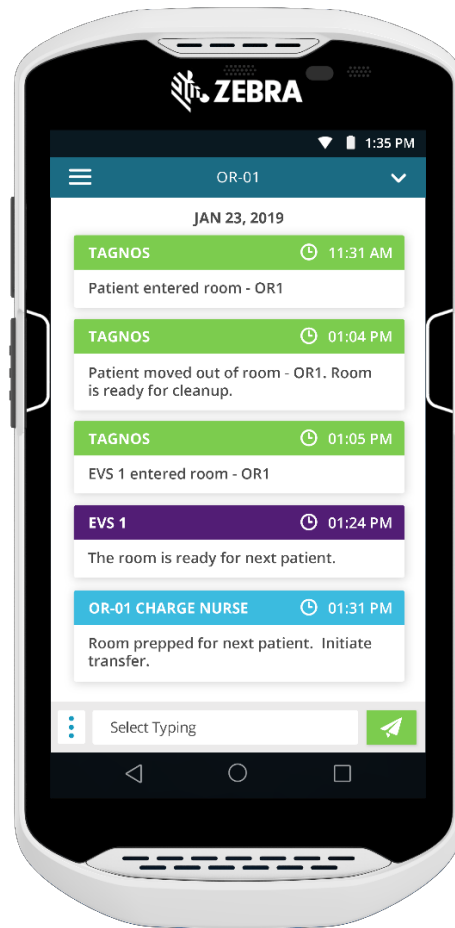 ZEBRA
1:35 PM
OR-01
JAN 23, 2019
TAGNOS 11:31 AM
Patient entered room - OR1
TAGNOS 01:04 PM
Patient moved out of room - OR1. Room
is ready for cleanup.
TAGNOS 01:05 PM
EVS 1 entered room - OR1
EVS 1 01:24 PM
The room is ready for next patient.
OR-01 CHARGE NURSE 01:31 PM
Room prepped for next patient.  Initiate
transfer.
Select Typing